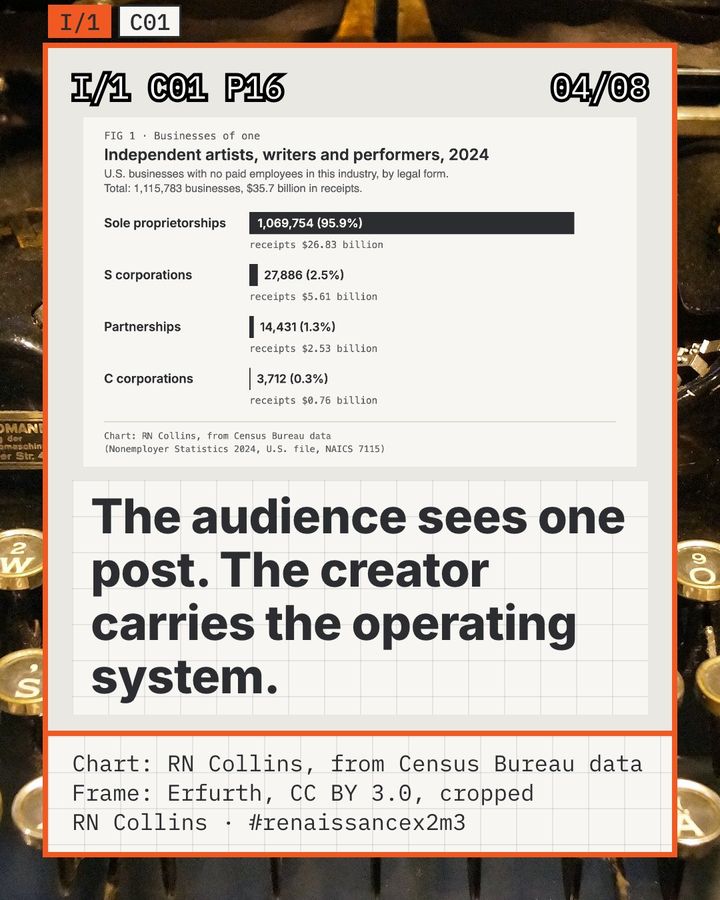 I/1 C01
I/1 C01 P16 04/08
FIG 1 · Businesses of one
Independent artists, writers and performers, 2024
U.S. businesses with no paid employees in this industry, by legal form.
Total: 1,115,783 businesses, $35.7 billion in receipts.
Sole proprietorships 1,069,754 (95.9%)
receipts $26.83 billion
S corporations 27,886 (2.5%)
receipts $5.61 billion
Partnerships 14,431 (1.3%)
receipts $2.53 billion
C corporations 3,712 (0.3%)
receipts $0.76 billion
Chart: RN Collins, from Census Bureau data
(Nonemployer Statistics 2024, U.S. file, NAICS 7115)
The audience sees one
post. The creator
carries the operating
system.
Chart: RN Collins, from Census Bureau data
Frame: Erfurth, CC BY 3.0, cropped
RN Collins · #renaissancex2m3
2
W
9
O
S
A